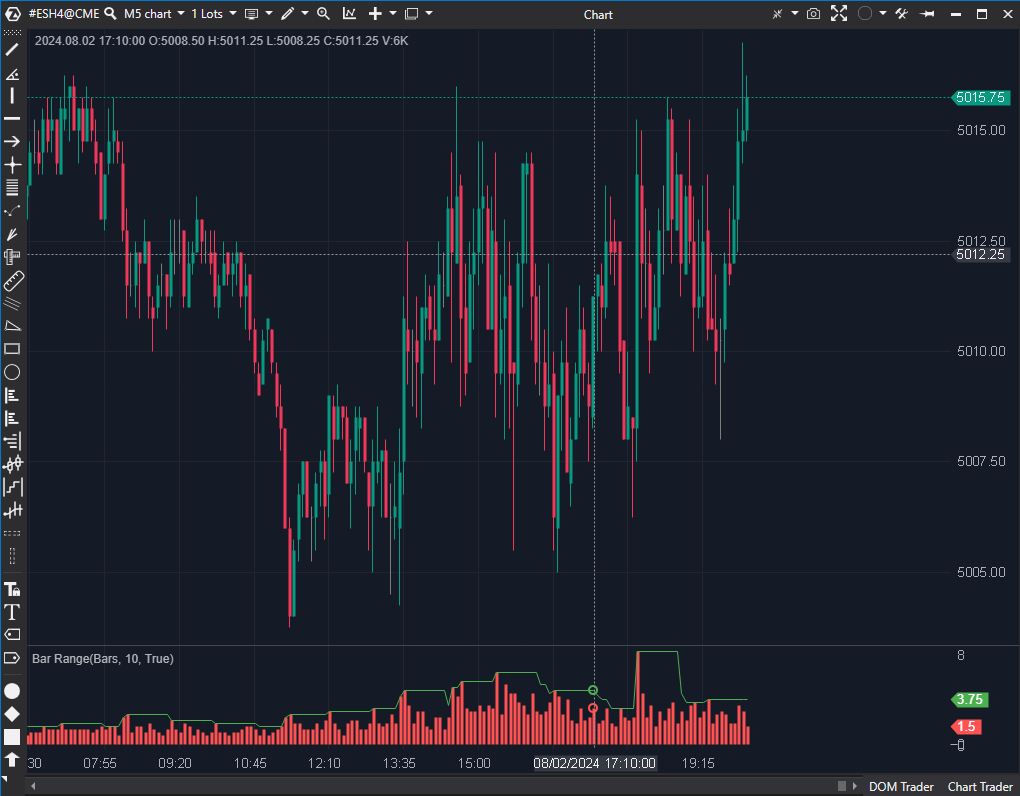 #ESH4@CME M5 chart 1 Lots Chart
2024.08.02 17:10:00 O:5008.50 H:5011.25 L:5008.25 C:5011.25 V:6K
5015.75
5015.00
5012.50
5012.25
5010.00
5007.50
5005.00
Bar Range(Bars, 10, True)
8
3.75
1.5
-0
30 07:55 09:20 10:45 12:10 13:35 15:00 08/02/2024 17:10:00 19:15
DOM Trader Chart Trader